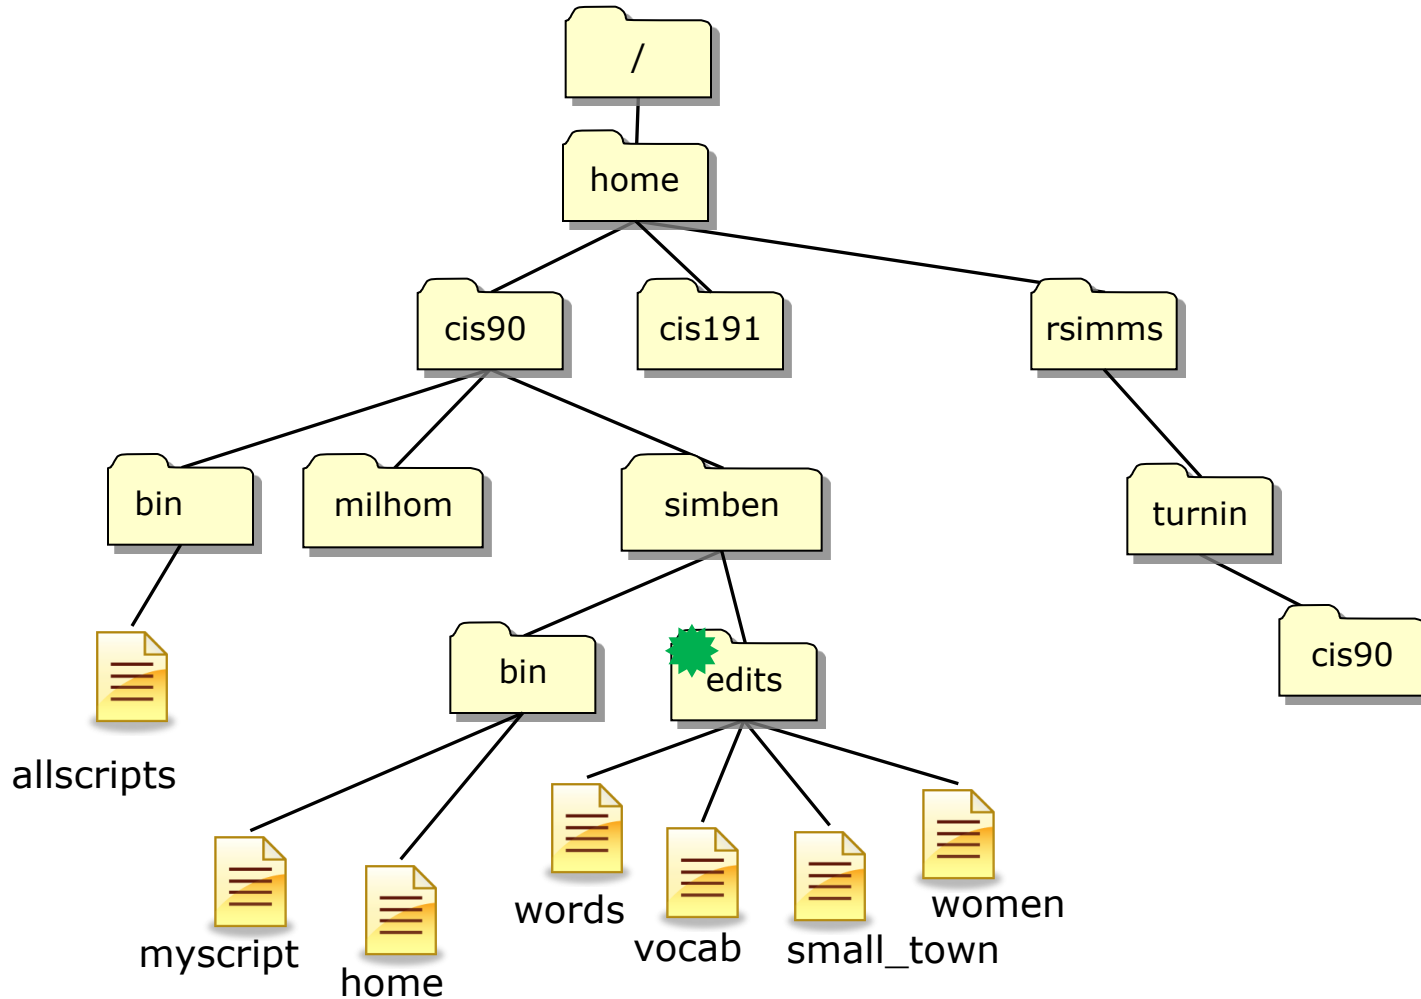 /
home
cis90
cis191
rsimms
bin
milhom
simben
turnin
bin
edits
cis90
allscripts
myscript
home
words
vocab
small_town
women